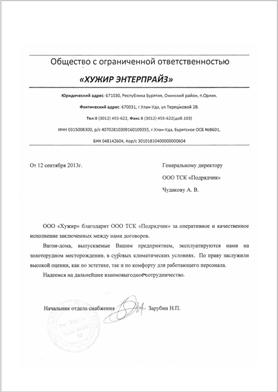 Общество с ограниченной ответственностью
«ХУЖИР ЭНТЕРПРАЙЗ»
Юридический адрес: 671030, Республика Бурятия, Окинский район, п.Орлик.
Фактический адрес: 670031, г.Улан-Удэ, ул.Терешковой 2В.
Тел:8 (3012) 455-622, Факс 8 (3012) 455-622(доб.103)
ИНН 0315008300, р/с 40702810309160109355, г.Улан-Удэ, Бурятское ОСБ №8601,
БИК 048142604, Кор/с 30101810400000000604
От 12 сентября 2013г.
Генеральному директору
ООО ТСК «Подрядчик»
Чудакову А. В.
ООО «Хужир» благодарит ООО ТСК «Подрядчик» за оперативное и качественное
исполнение заключенных между нами договоров.
Вагон-дома, выпускаемые Вашим предприятием, эксплуатируются нами на
золоторудном месторождении, в суровых климатических условиях. По праву заслужили
высокой оценки, как по эстетике, так и по комфорту для работающего персонала.
Надеемся на дальнейшее взаимовыгодное сотрудничество.
Начальник отдела снабжения
Зарубин Н.П.